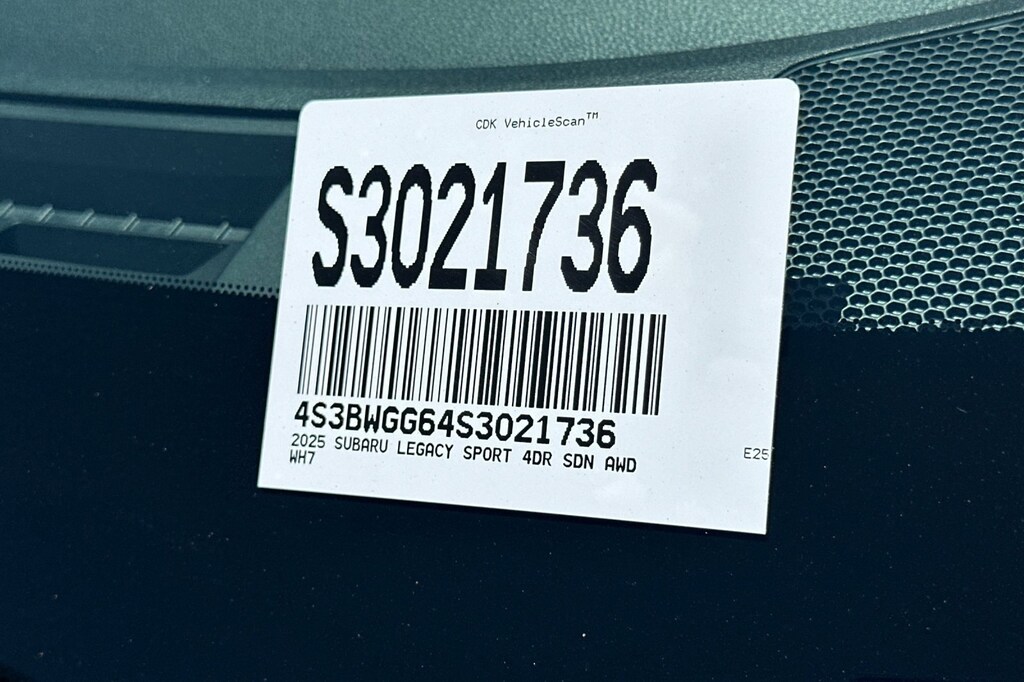 CDK VehicleScan™
S3021736
4S3BWGG64S3021736
2025 SUBARU LEGACY SPORT 4DR SDN AWD
WH7
E25